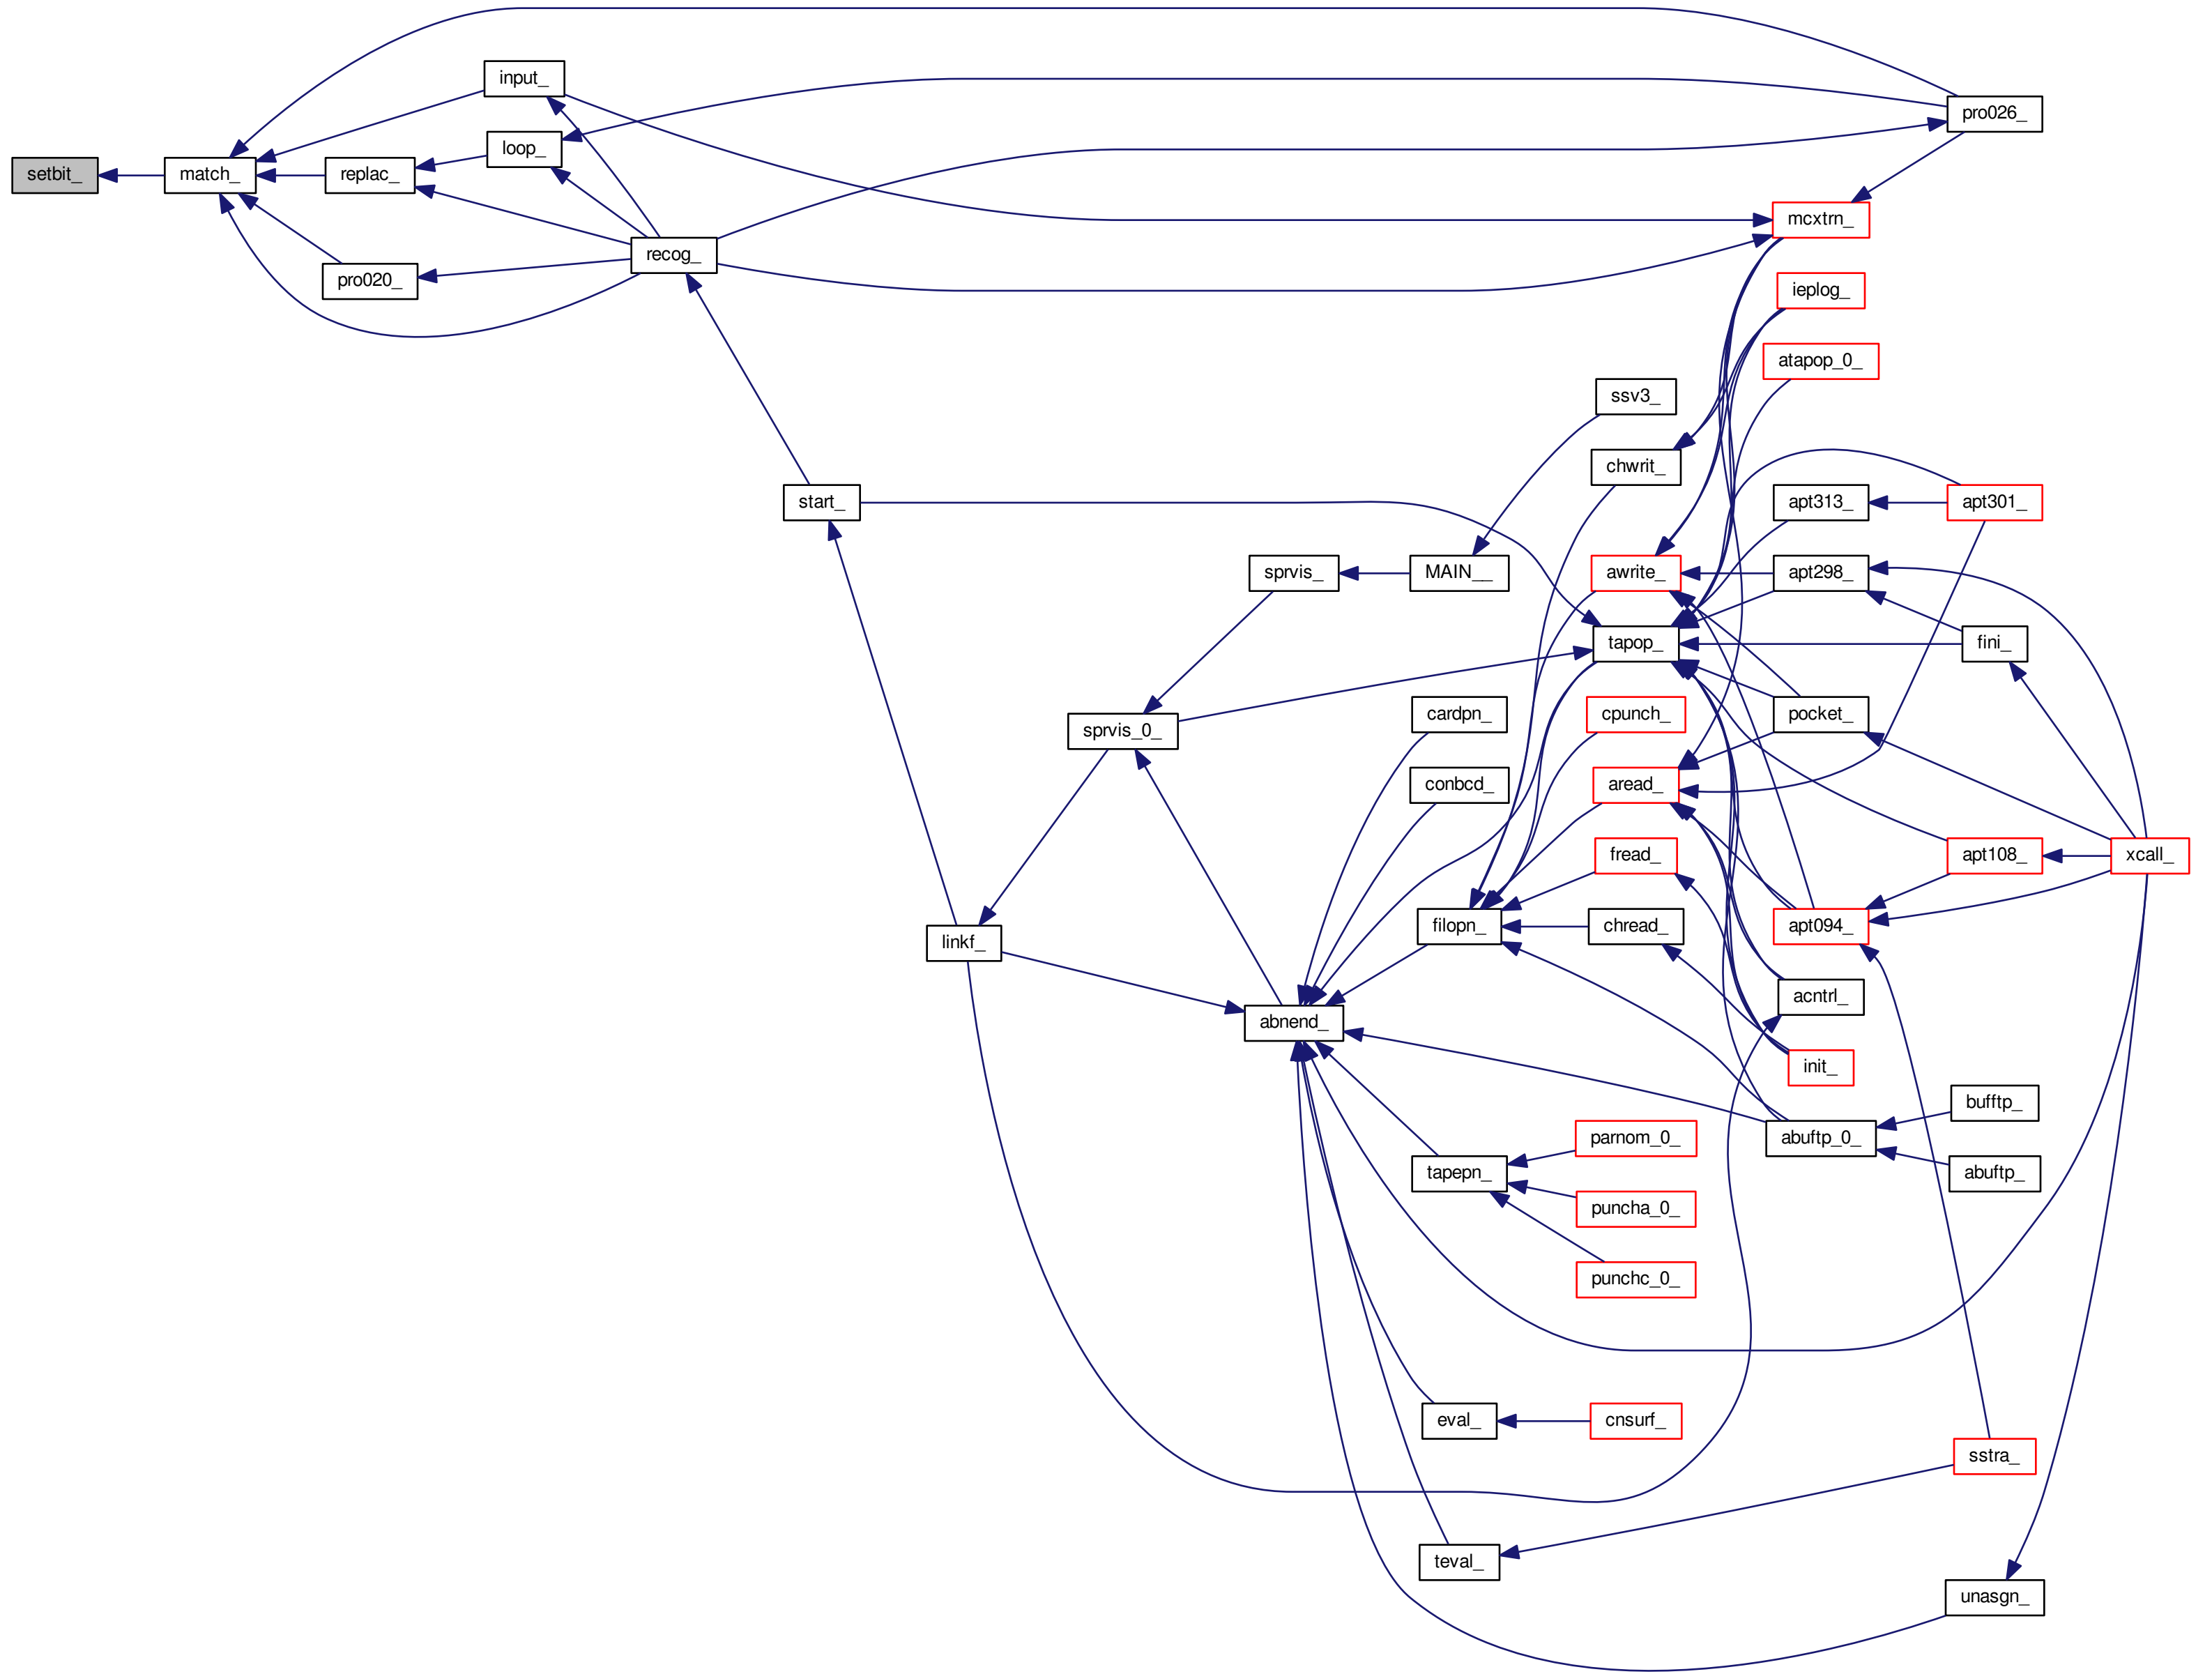 input_
pro026_
loop_
setbit_
match_
replac_
mcxtrn_
recog_
pro020_
ieplog_
atapop_0_
ssv3_
chwrit_
start_
apt313_
apt301_
sprvis_
MAIN__
awrite_
apt298_
tapop_
fini_
cardpn_
cpunch_
pocket_
sprvis_0_
conbcd_
aread_
fread_
apt108_
xcall_
filopn_
chread_
apt094_
linkf_
acntrl_
abnend_
init_
bufftp_
abuftp_0_
parnom_0_
tapepn_
abuftp_
puncha_0_
punchc_0_
eval_
cnsurf_
sstra_
teval_
unasgn_